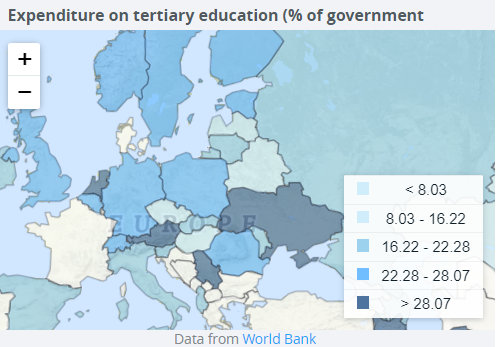 Expenditure on tertiary education (% of government
+
−
EUROPE
< 8.03
8.03 - 16.22
16.22 - 22.28
22.28 - 28.07
> 28.07
Data from World Bank